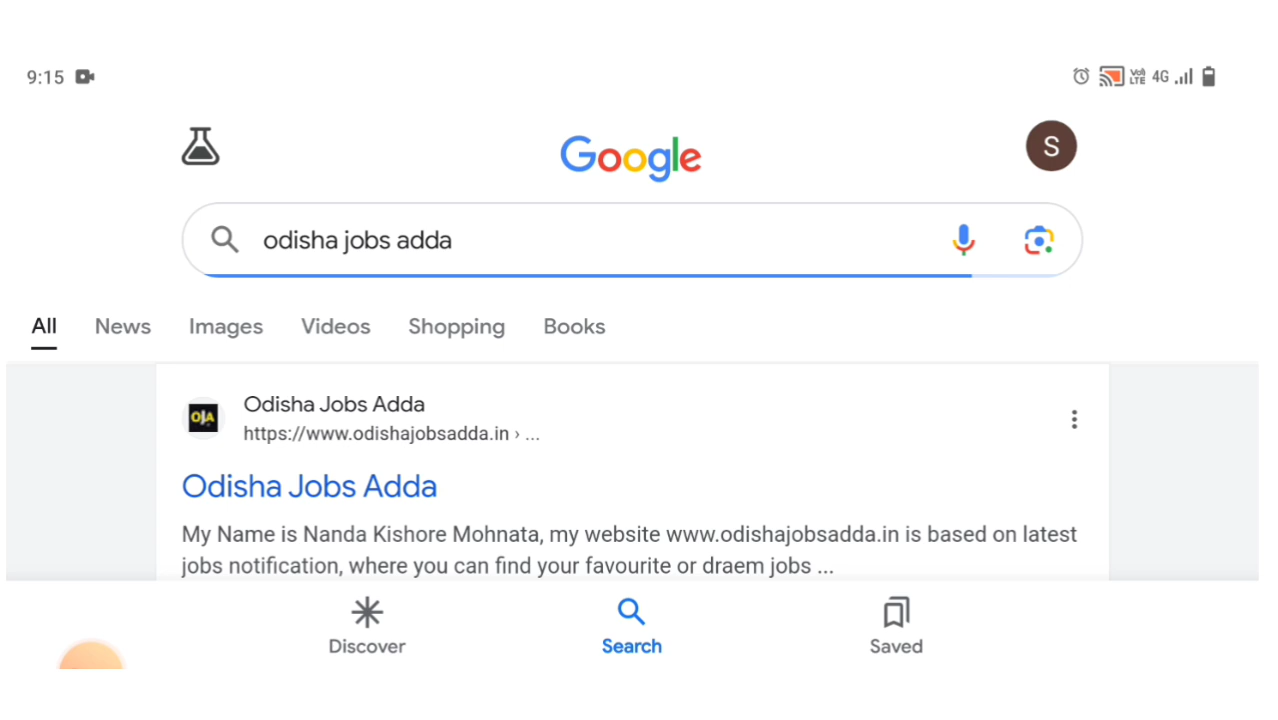 9:15 Vo) LTE 4G
Google S
odisha jobs adda
All News Images Videos Shopping Books
OJA Odisha Jobs Adda
https://www.odishajobsadda.in › ...
Odisha Jobs Adda
My Name is Nanda Kishore Mohnata, my website www.odishajobsadda.in is based on latest
jobs notification, where you can find your favourite or draem jobs ...
Discover Search Saved